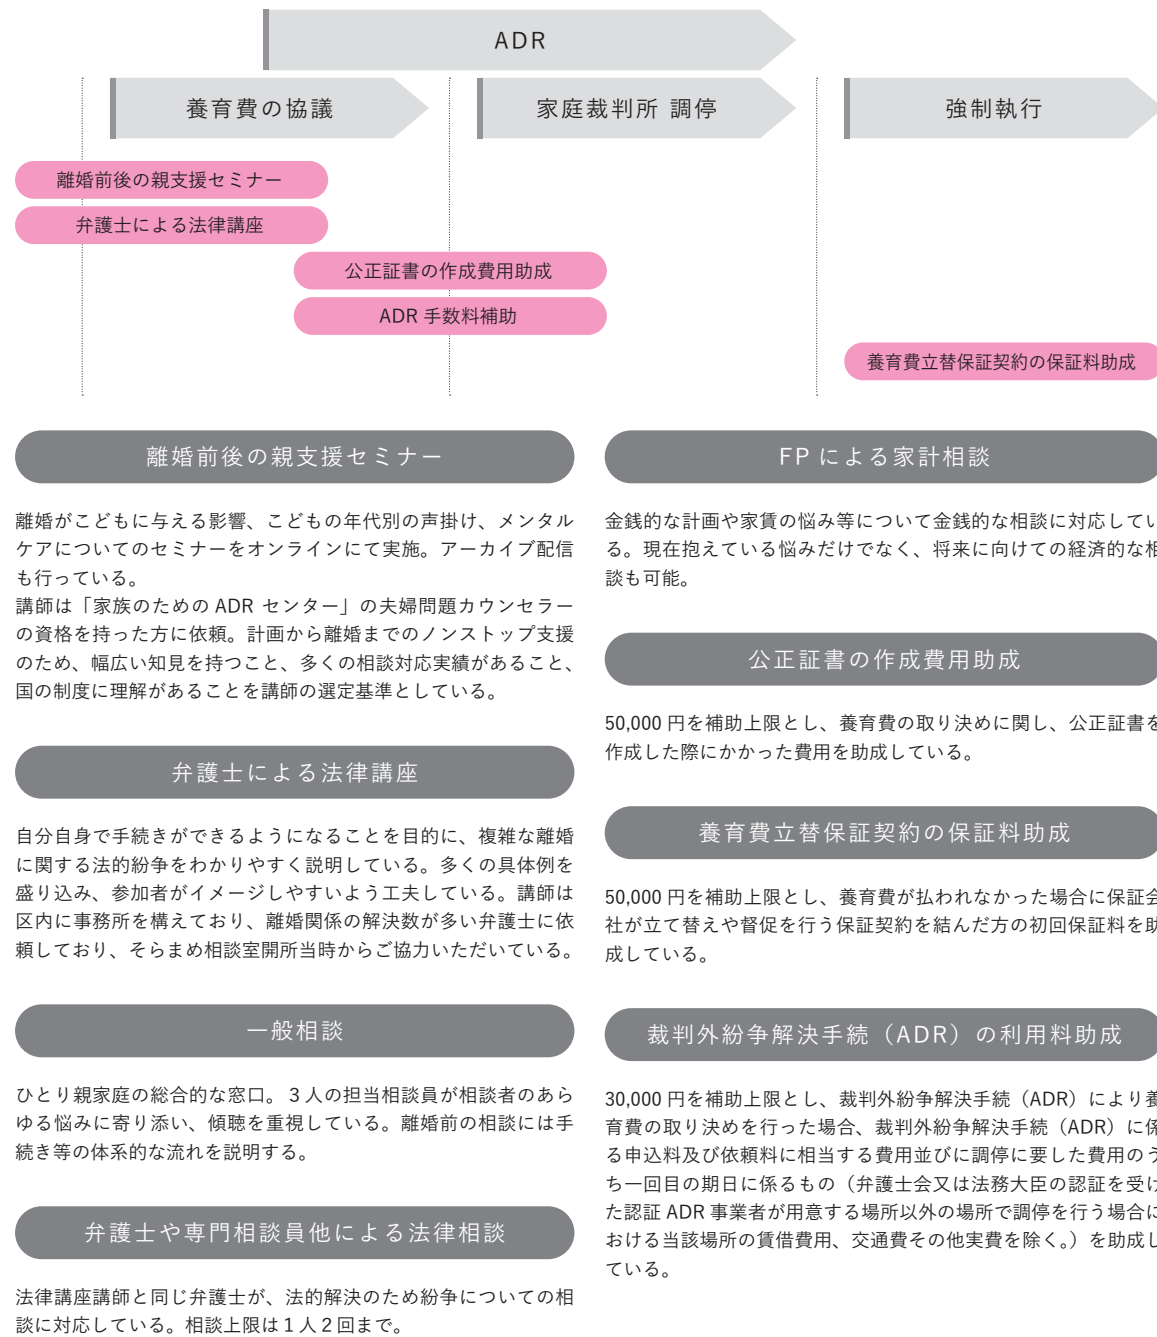 ADR
養育費の協議
家庭裁判所 調停
強制執行
離婚前後の親支援セミナー
弁護士による法律講座
公正証書の作成費用助成
ADR 手数料補助
養育費立替保証契約の保証料助成
離婚前後の親支援セミナー
離婚がこどもに与える影響、こどもの年代別の声掛け、メンタル
ケアについてのセミナーをオンラインにて実施。アーカイブ配信
も行っている。
講師は「家族のための ADR センター」の夫婦問題カウンセラー
の資格を持った方に依頼。計画から離婚までのノンストップ支援
のため、幅広い知見を持つこと、多くの相談対応実績があること、
国の制度に理解があることを講師の選定基準としている。
弁護士による法律講座
自分自身で手続きができるようになることを目的に、複雑な離婚
に関する法的紛争をわかりやすく説明している。多くの具体例を
盛り込み、参加者がイメージしやすいよう工夫している。講師は
区内に事務所を構えており、離婚関係の解決数が多い弁護士に依
頼しており、そらまめ相談室開所当時からご協力いただいている。
一般相談
ひとり親家庭の総合的な窓口。3 人の担当相談員が相談者のあら
ゆる悩みに寄り添い、傾聴を重視している。離婚前の相談には手
続き等の体系的な流れを説明する。
弁護士や専門相談員他による法律相談
法律講座講師と同じ弁護士が、法的解決のため紛争についての相
談に対応している。相談上限は 1 人 2 回まで。
FP による家計相談
金銭的な計画や家賃の悩み等について金銭的な相談に対応してい
る。現在抱えている悩みだけでなく、将来に向けての経済的な相
談も可能。
公正証書の作成費用助成
50,000 円を補助上限とし、養育費の取り決めに関し、公正証書を
作成した際にかかった費用を助成している。
養育費立替保証契約の保証料助成
50,000 円を補助上限とし、養育費が払われなかった場合に保証会
社が立て替えや督促を行う保証契約を結んだ方の初回保証料を助
成している。
裁判外紛争解決手続（ADR）の利用料助成
30,000 円を補助上限とし、裁判外紛争解決手続（ADR）により養
育費の取り決めを行った場合、裁判外紛争解決手続（ADR）に係
る申込料及び依頼料に相当する費用並びに調停に要した費用のう
ち一回目の期日に係るもの（弁護士会又は法務大臣の認証を受け
た認証 ADR 事業者が用意する場所以外の場所で調停を行う場合に
おける当該場所の賃借費用、交通費その他実費を除く。）を助成し
ている。